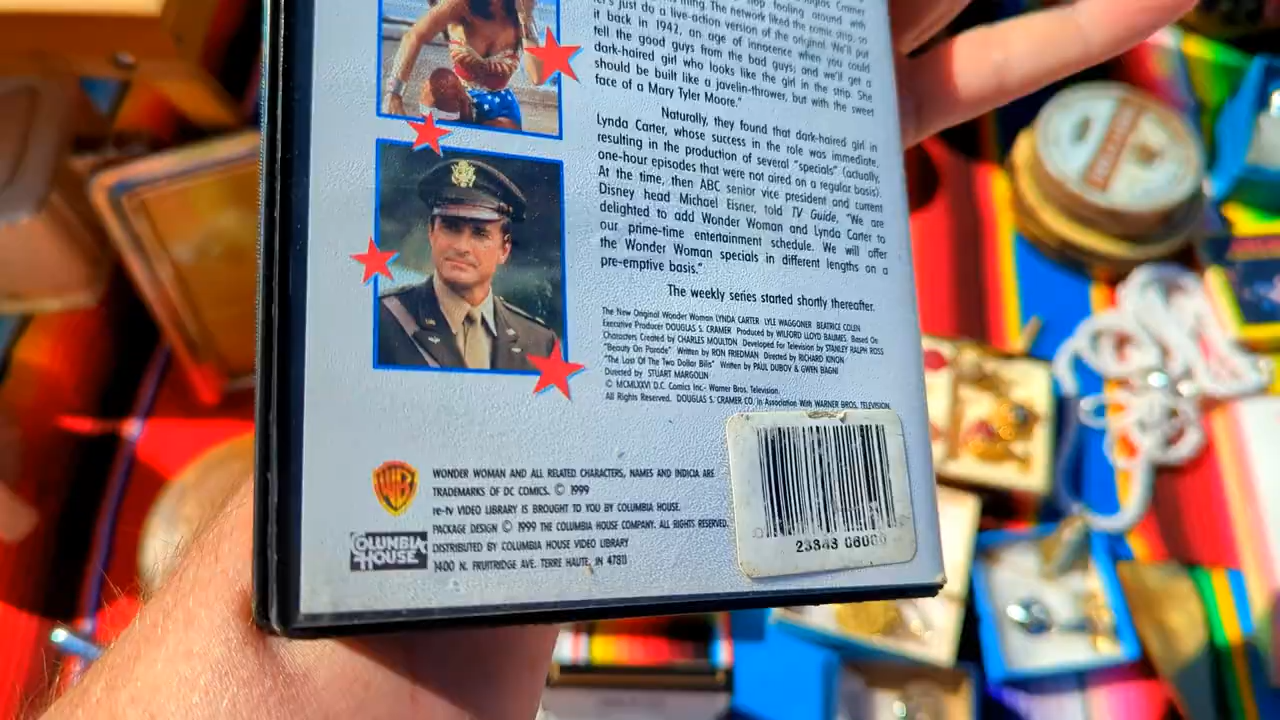 fooling around with
let's just do a live-action version of the original. We'll put
it back in 1942, an age of innocence when you could
tell the good guys from the bad guys; and we'll get a
dark-haired girl who looks like the girl in the strip. She
should be built like a javelin-thrower, but with the sweet
face of a Mary Tyler Moore."
Naturally, they found that dark-haired girl in
Lynda Carter, whose success in the role was immediate,
resulting in the production of several "specials" (actually,
one-hour episodes that were not aired on a regular basis).
At the time, then ABC senior vice president and current
Disney head Michael Eisner, told TV Guide, "We are
delighted to add Wonder Woman and Lynda Carter to
our prime-time entertainment schedule. We will offer
the Wonder Woman specials in different lengths on a
pre-emptive basis."
The weekly series started shortly thereafter.
The New Original Wonder Woman LYNDA CARTER LYLE WAGGONER BEATRICE COLEN
Executive Producer DOUGLAS S. CRAMER Produced by WILFORD LLOYD BAUMES. Based On
Characters Created by CHARLES MOULTON Developed For Television by STANLEY RALPH ROSS
"Beauty On Parade" Written by RON FRIEDMAN Directed by RICHARD KINON
"The Last Of The Two Dollar Bills" Written by PAUL DUBOV & GWEN BAGNI
Directed by STUART MARGOLIN
© MCMLXXVI D.C. Comics Inc.- Warner Bros. Television.
All Rights Reserved. DOUGLAS S. CRAMER CO. in Association With WARNER BROS. TELEVISION.
WB
WONDER WOMAN AND ALL RELATED CHARACTERS, NAMES AND INDICIA ARE
TRADEMARKS OF DC COMICS. © 1999
re-tv VIDEO LIBRARY IS BROUGHT TO YOU BY COLUMBIA HOUSE.
PACKAGE DESIGN © 1999 THE COLUMBIA HOUSE COMPANY. ALL RIGHTS RESERVED.
COLUMBIA HOUSE
DISTRIBUTED BY COLUMBIA HOUSE VIDEO LIBRARY
1400 N. FRUITRIDGE AVE. TERRE HAUTE, IN 47811
23343 06000